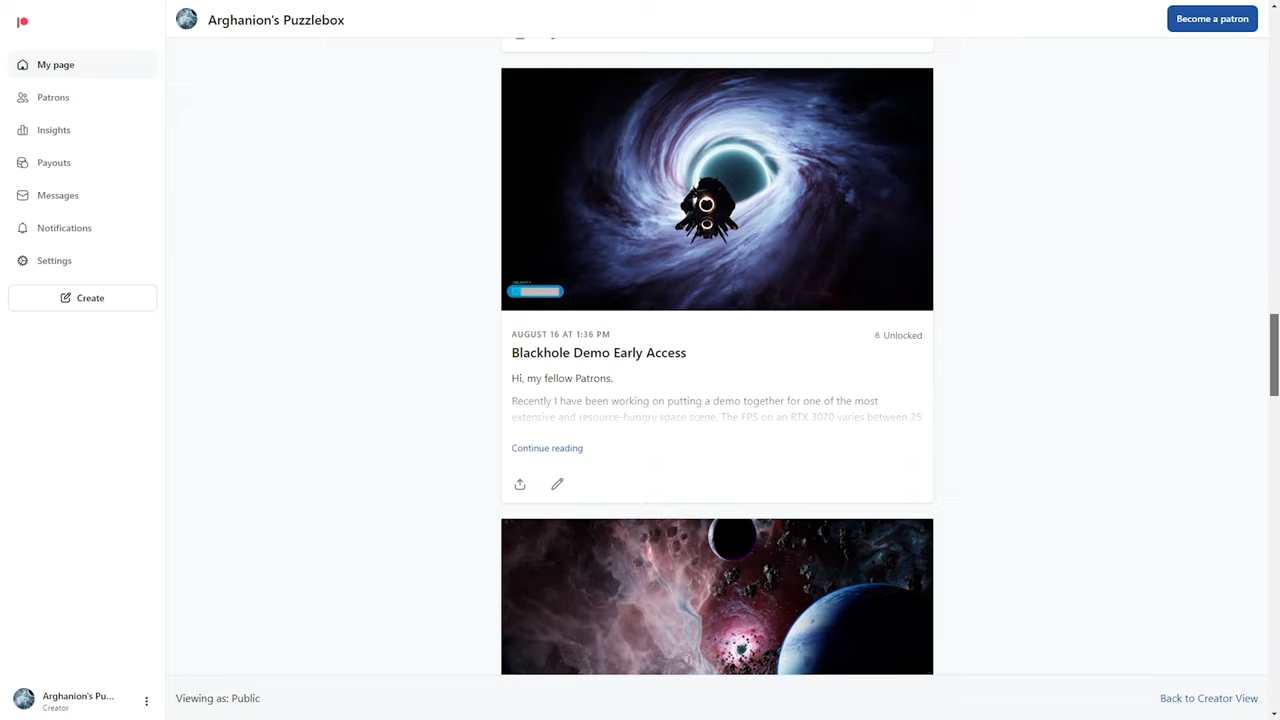 Arghanion's Puzzlebox
Become a patron
My page
Patrons
Insights
Payouts
Messages
Notifications
Settings
Create
AUGUST 16 AT 1:36 PM
Unlocked
Blackhole Demo Early Access
Hi, my fellow Patrons.
Recently I have been working on putting a demo together for one of the most
extensive and resource-hungry space scene. The FPS on an RTX 3070 varies between 25
Continue reading
Arghanion's Pu...
Creator
Viewing as: Public
Back to Creator View